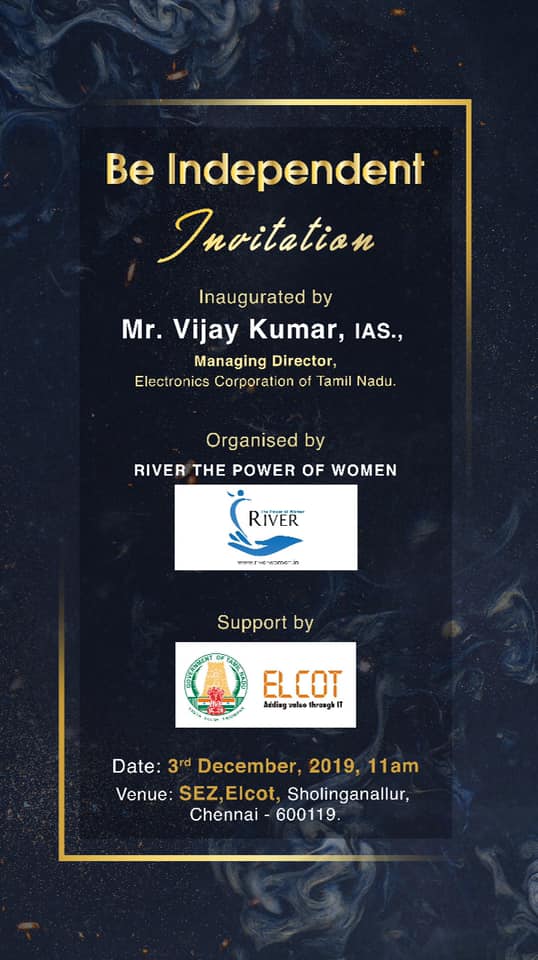 Be Independent
Invitation
Inaugurated by
Mr. Vijay Kumar, IAS.,
Managing Director,
Electronics Corporation of Tamil Nadu.
Organised by
RIVER THE POWER OF WOMEN
The Power of Women
RIVER
www.riverwomen.in
Support by
GOVERNMENT OF TAMIL NADU
ELCOT
Adding value through IT
Date: 3rd December, 2019, 11am
Venue: SEZ,Elcot, Sholinganallur,
Chennai - 600119.